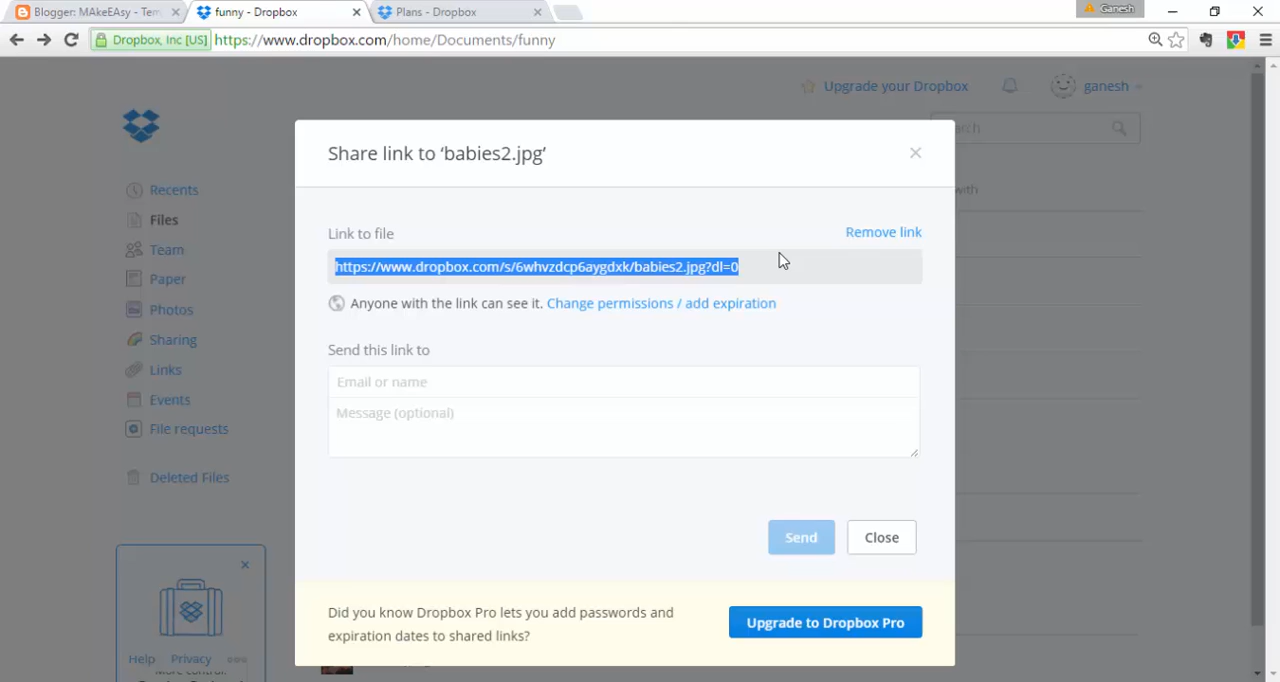 Blogger: MAkeEAsy - Tem
funny - Dropbox
Plans - Dropbox
Ganesh
Dropbox, Inc [US] https://www.dropbox.com/home/Documents/funny
Upgrade your Dropbox
ganesh
Share link to ‘babies2.jpg’
Recents
Files
Team
Paper
Photos
Sharing
Links
Events
File requests
Deleted Files
Link to file
Remove link
https://www.dropbox.com/s/6whvzdcp6aygdxk/babies2.jpg?dl=0
Anyone with the link can see it. Change permissions / add expiration
Send this link to
Email or name
Message (optional)
Send
Close
Did you know Dropbox Pro lets you add passwords and
expiration dates to shared links?
Upgrade to Dropbox Pro
Help Privacy